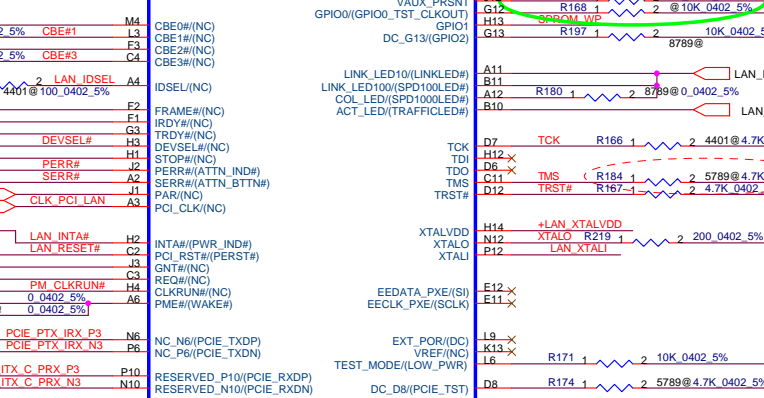 VAUX_PRSNT
G12 R168 1 2 @10K_0402_5%
GPIO0/(GPIO0_TST_CLKOUT)
M4 CBE0#/(NC) GPIO1 H13 SPROM_WP
2_5% CBE#1 L3 CBE1#/(NC) DC_G13/(GPIO2) G13 R197 1 2 10K_0402_5%
F3 CBE2#/(NC) 8789@
2_5% CBE#3 C4 CBE3#/(NC)
LINK_LED10/(LINKLED#) A11 LAN_
2 LAN_IDSEL A4 IDSEL/(NC) LINK_LED100/(SPD100LED#) B11
4401@100_0402_5% COL_LED/(SPD1000LED#) A12 R180 1 2 8789@0_0402_5%
F2 FRAME#/(NC) ACT_LED/(TRAFFICLED#) B10 LAN_
F1 IRDY#/(NC)
G3 TRDY#/(NC)
DEVSEL# H3 DEVSEL#/(NC) TCK D7 TCK R166 1 2 4401@4.7K
H1 STOP#/(NC) TDI H12
PERR# J2 PERR#/(ATTN_IND#) TDO D6
SERR# A2 SERR#/(ATTN_BTTN#) TMS C11 TMS R184 1 2 5789@4.7K
J1 PAR/(NC) TRST# D12 TRST# R167 1 2 4.7K_0402_
CLK_PCI_LAN A3 PCI_CLK/(NC)
XTALVDD H14 +LAN_XTALVDD
LAN_INTA# H2 INTA#/(PWR_IND#) XTALO N12 XTALO R219 1 2 200_0402_5%
LAN_RESET# C2 PCI_RST#/(PERST#) XTALI P12 LAN_XTALI
J3 GNT#/(NC)
C3 REQ#/(NC)
PM_CLKRUN# H4 CLKRUN#/(NC) EEDATA_PXE/(SI) E12
0_0402_5% A6 PME#/(WAKE#) EECLK_PXE/(SCLK) E11
0_0402_5%
PCIE_PTX_IRX_P3 N6 NC_N6/(PCIE_TXDP) EXT_POR/(DC) L9
PCIE_PTX_IRX_N3 P6 NC_P6/(PCIE_TXDN) VREF/(NC) K13
TEST_MODE/(LOW_PWR) L6 R171 1 2 10K_0402_5%
ITX_C_PRX_P3 P10 RESERVED_P10/(PCIE_RXDP)
ITX_C_PRX_N3 N10 RESERVED_N10/(PCIE_RXDN) DC_D8/(PCIE_TST) D8 R174 1 2 5789@4.7K_0402_5%